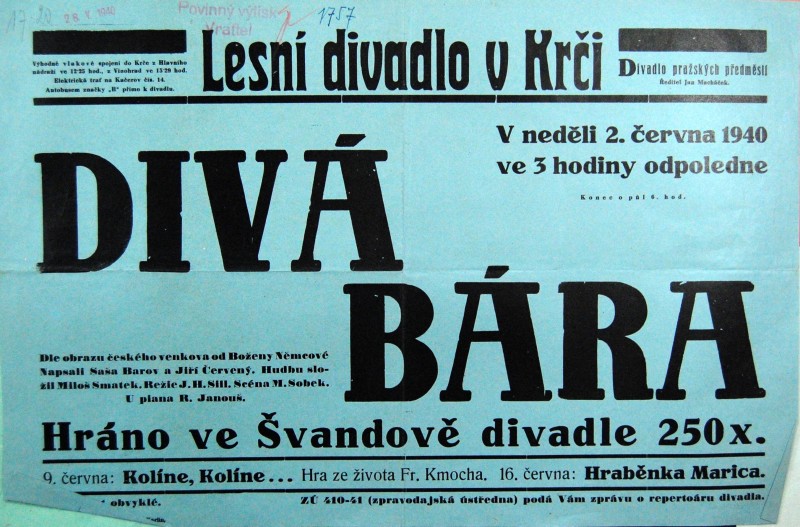 17 20
28 X 1940
Povinný výtisk
Vrátiti
1757
Výhodné vlakové spojení do Krče z Hlavního
nádraží ve 12·25 hod., z Vinohrad ve 13·29 hod.
Elektrická trať na Kačerov čís. 14.
Autobusem značky „B" přímo k divadlu.
Lesní divadlo v Krči
Divadlo pražských předměstí
Ředitel Jan Macháček.
V neděli 2. června 1940
ve 3 hodiny odpoledne
Konec o půl 6. hod.
DIVÁ
BÁRA
Dle obrazu českého venkova od Boženy Němcové
Napsali Saša Barov a Jiří Červený. Hudbu slo-
žil Miloš Smatek. Režie J. H. Sill. Scéna M. Sobek.
U piana R. Janouš.
Hráno ve Švandově divadle 250x.
9. června: Kolíne, Kolíne... Hra ze života Fr. Kmocha. 16. června: Hraběnka Marica.
obvyklé.
ZÚ 410-41 (zpravodajská ústředna) podá Vám zprávu o repertoáru divadla.